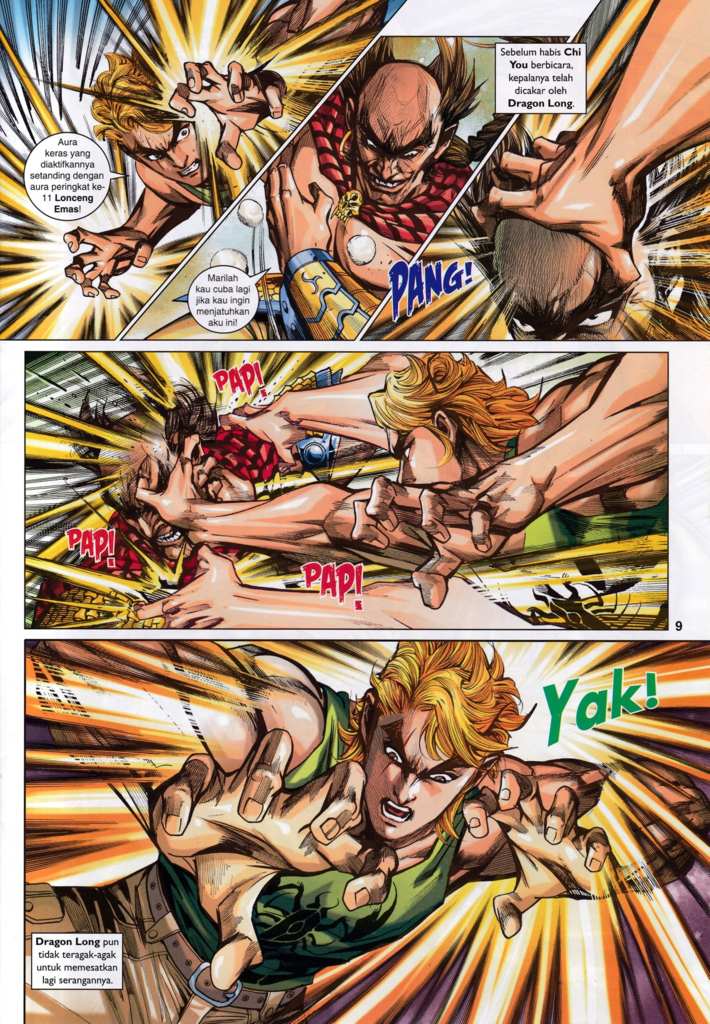 Aura
keras yang
diaktifkannya
setanding dengan
aura peringkat ke-
11 Lonceng
Emas!
Marilah
kau cuba lagi
jika kau ingin
menjatuhkan
aku ini!
Sebelum habis Chi
You berbicara,
kepalanya telah
dicakar oleh
Dragon Long.
PANG!
PAP!
PAP!
PAP!
9
Yak!
Dragon Long pun
tidak teragak-agak
untuk memesatkan
lagi serangannya.